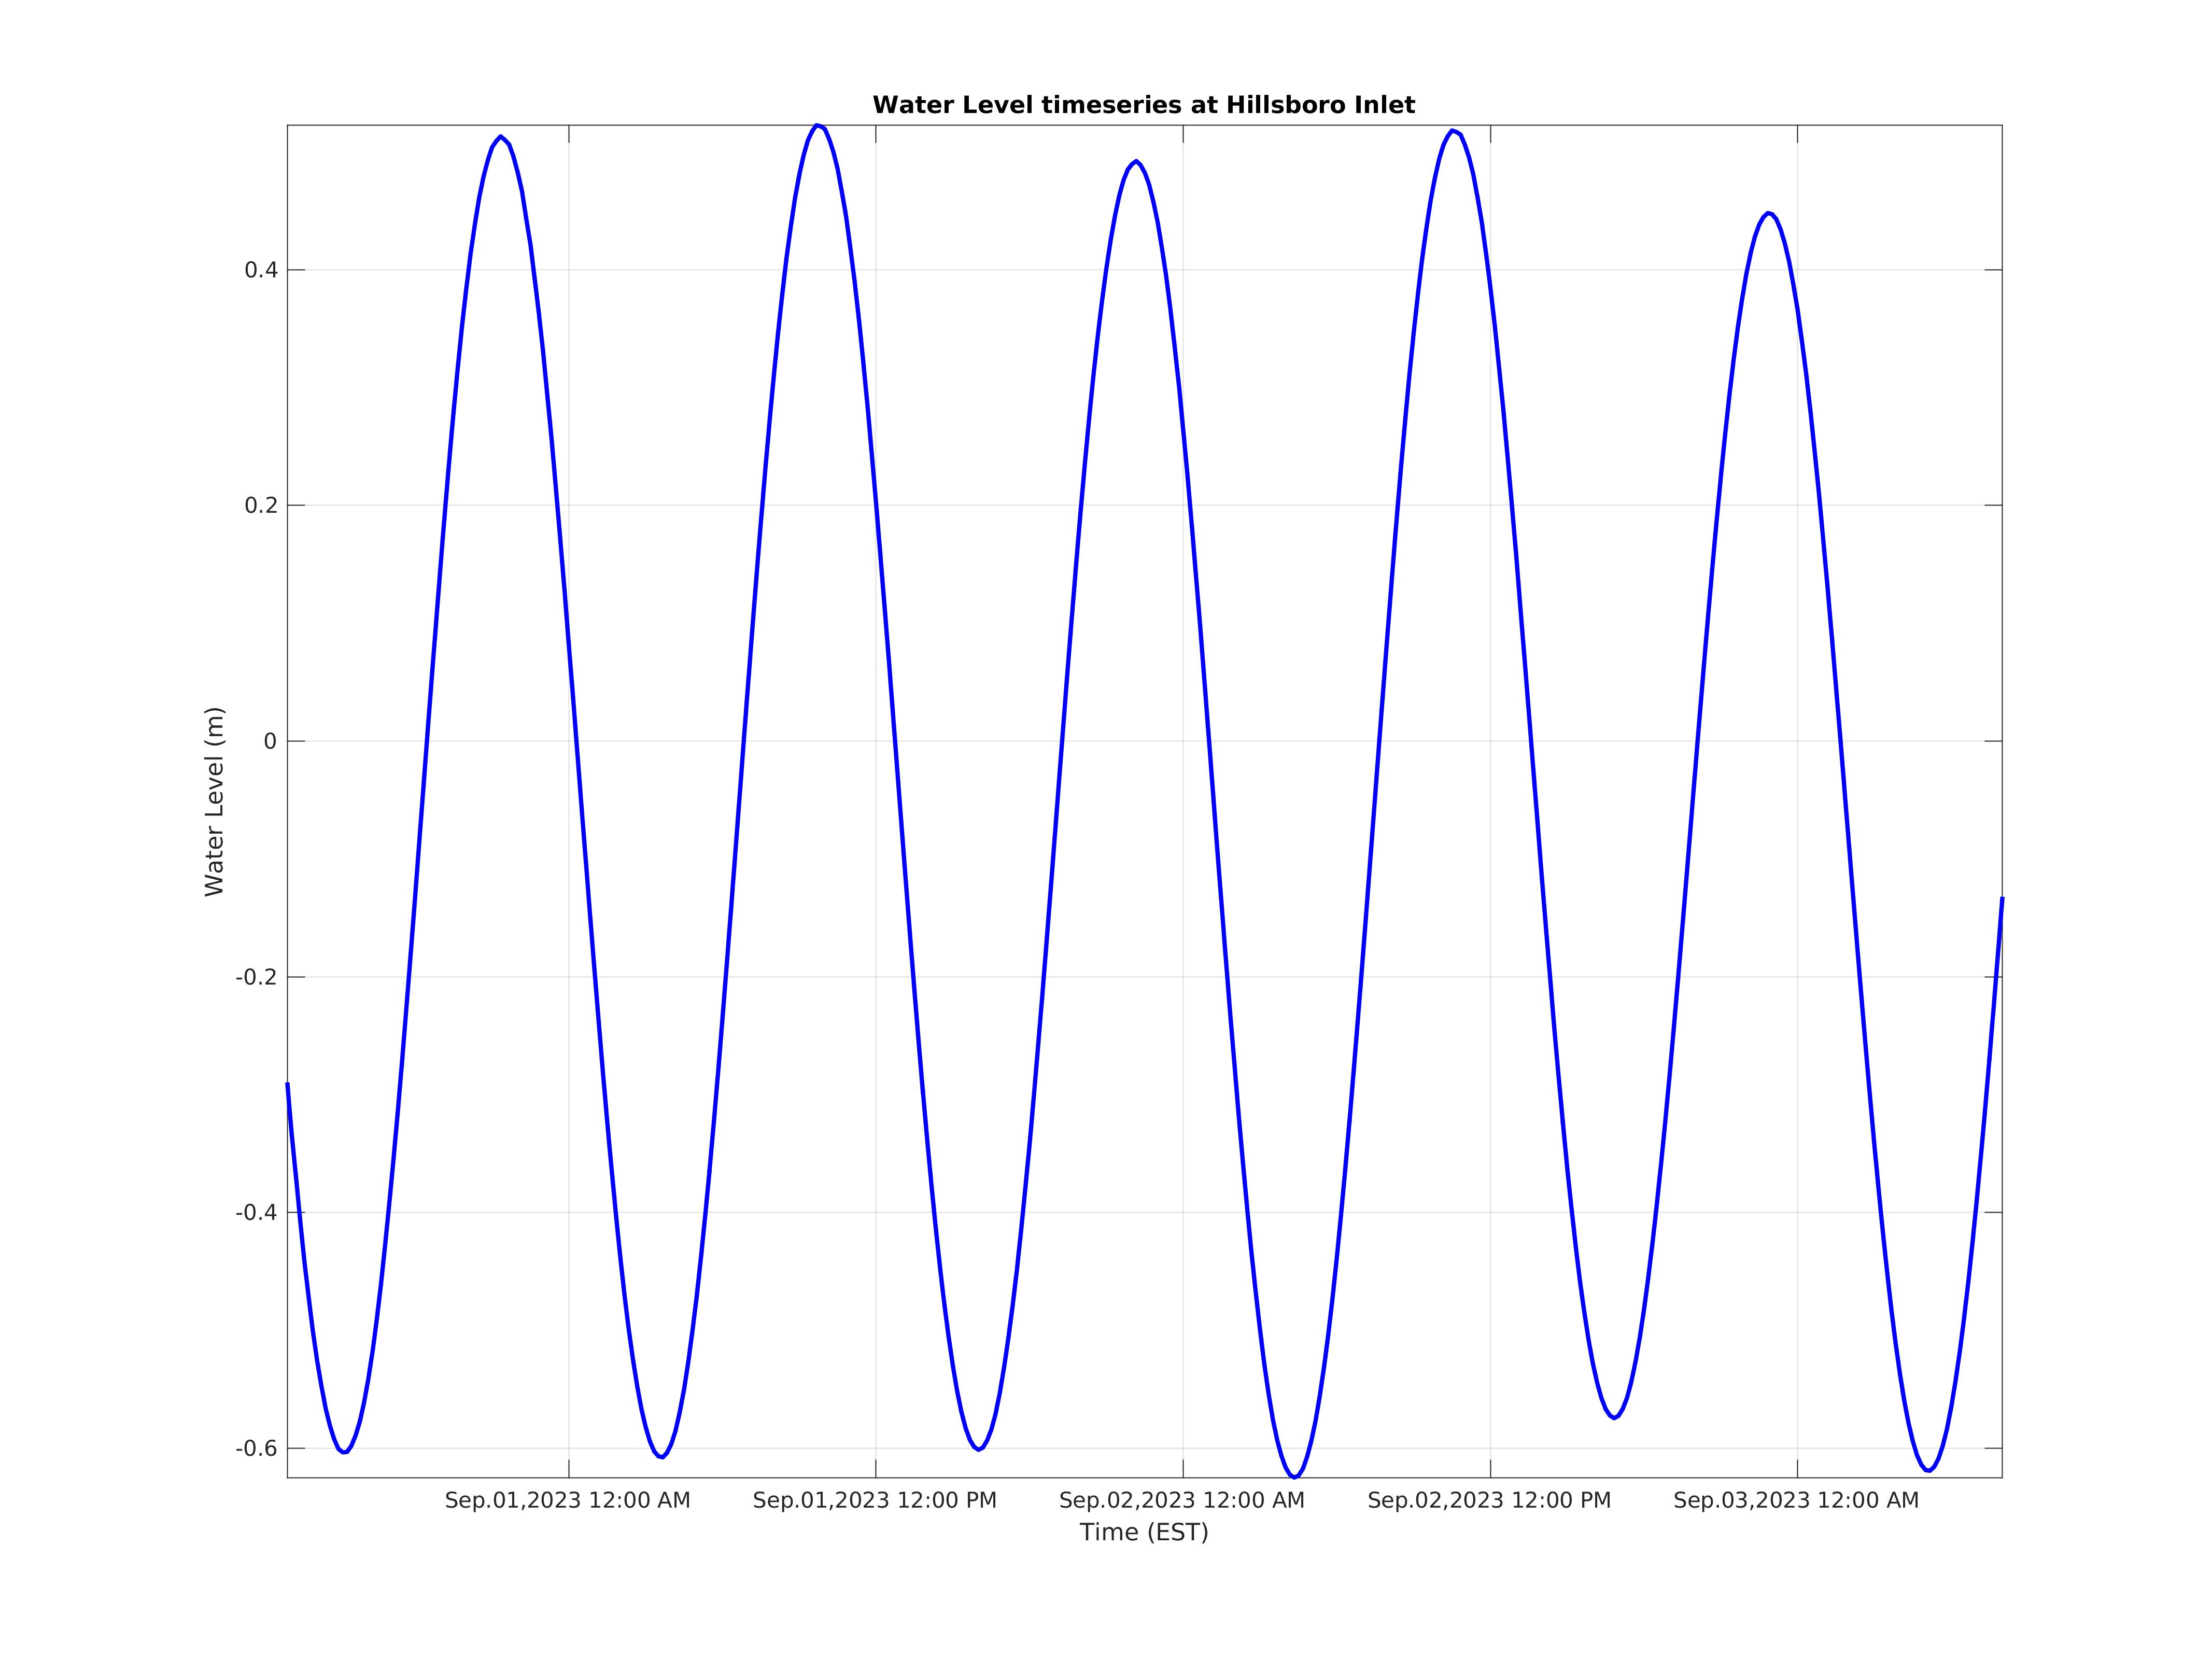 Water Level timeseries at Hillsboro Inlet
0.4
0.2
0
-0.2
-0.4
-0.6
Water Level (m)
Sep.01,2023 12:00 AM
Sep.01,2023 12:00 PM
Sep.02,2023 12:00 AM
Sep.02,2023 12:00 PM
Sep.03,2023 12:00 AM
Time (EST)